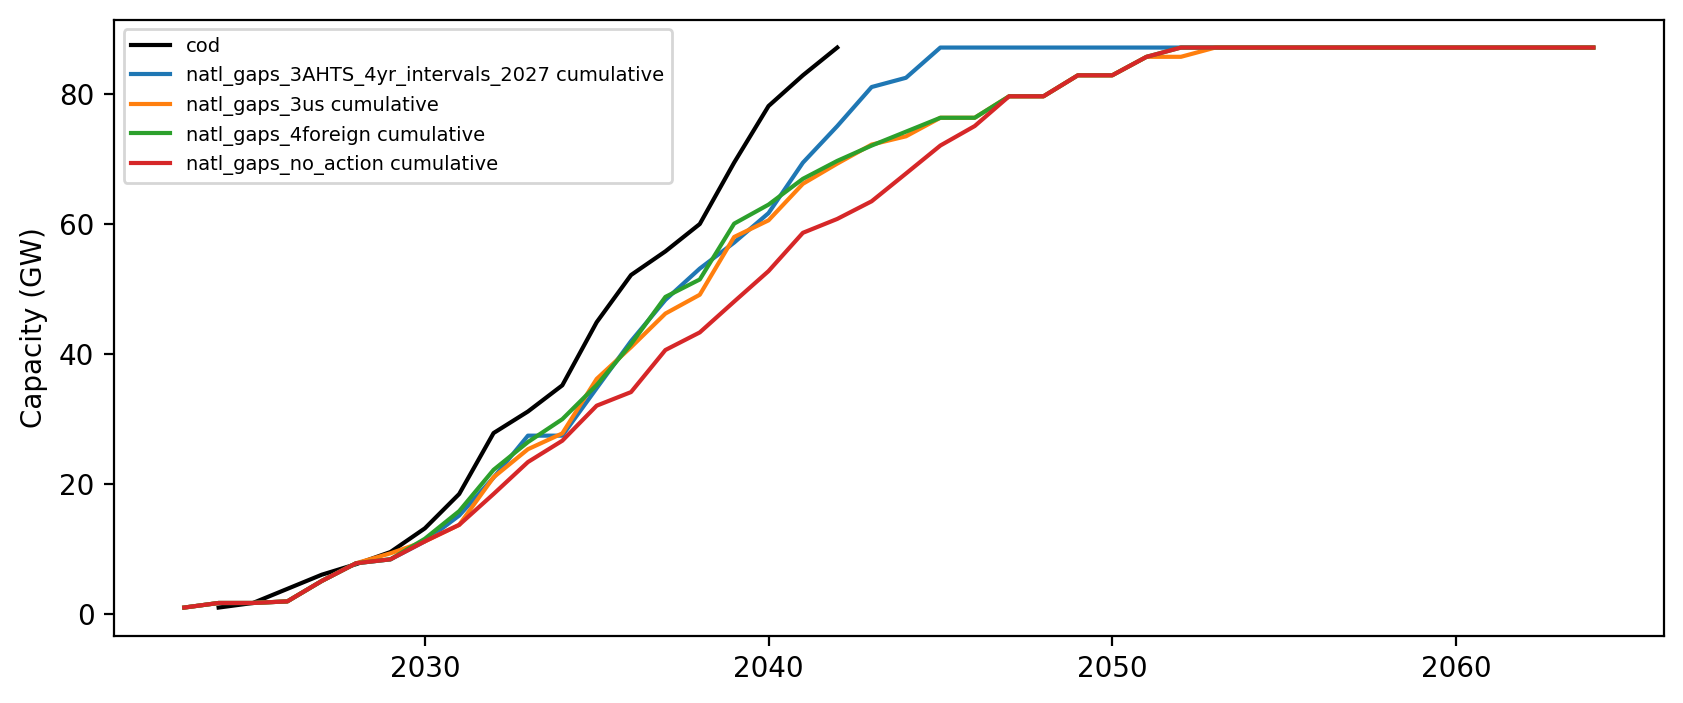 cod
natl_gaps_3AHTS_4yr_intervals_2027 cumulative
natl_gaps_3us cumulative
natl_gaps_4foreign cumulative
natl_gaps_no_action cumulative
Capacity (GW)
80
60
40
20
0
2030 2040 2050 2060